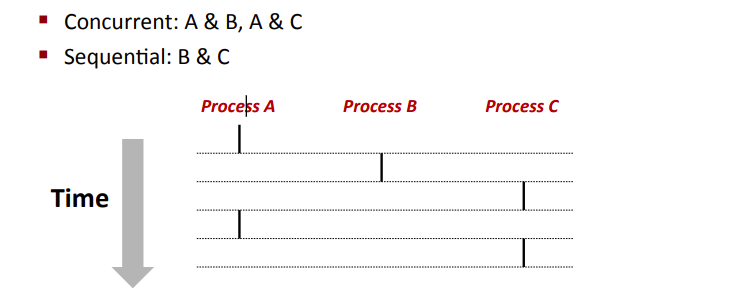 Concurrent: A & B, A & C
Sequential: B & C
Process A Process B Process C
Time